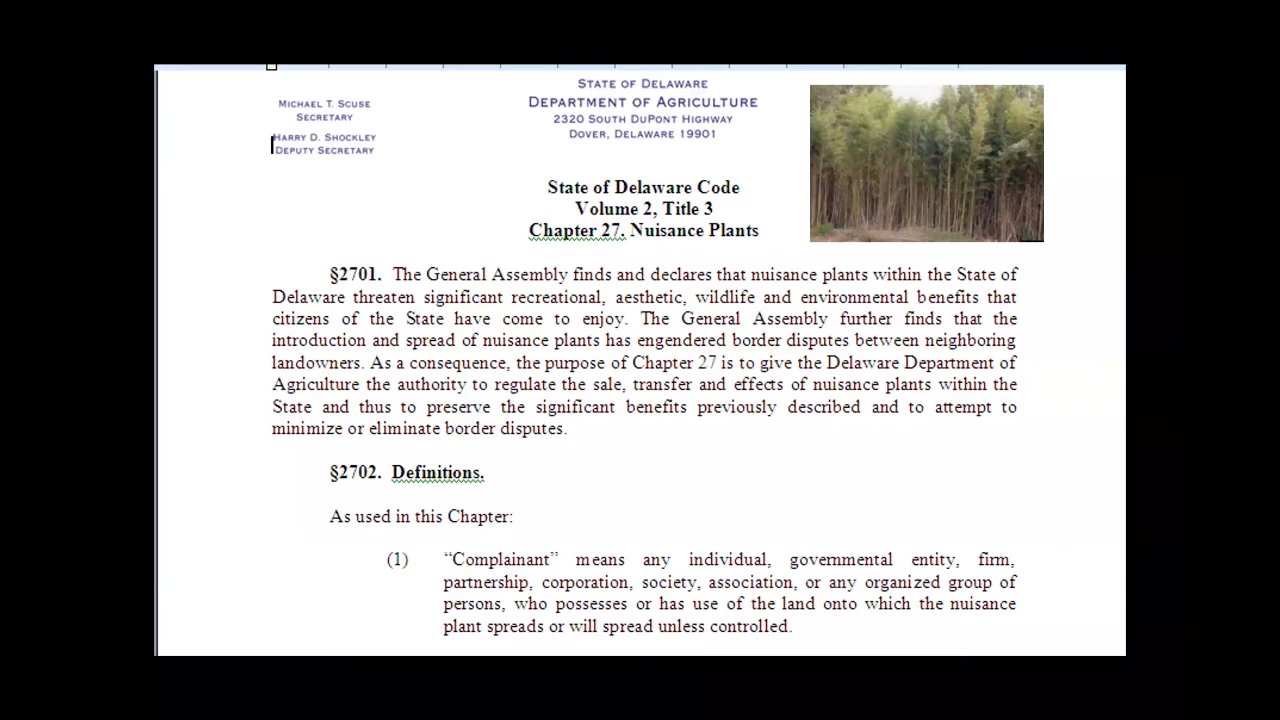 MICHAEL T. SCUSE
SECRETARY
HARRY D. SHOCKLEY
DEPUTY SECRETARY
STATE OF DELAWARE
DEPARTMENT OF AGRICULTURE
2320 SOUTH DUPONT HIGHWAY
DOVER, DELAWARE 19901
State of Delaware Code
Volume 2, Title 3
Chapter 27. Nuisance Plants
§2701. The General Assembly finds and declares that nuisance plants within the State of
Delaware threaten significant recreational, aesthetic, wildlife and environmental benefits that
citizens of the State have come to enjoy. The General Assembly further finds that the
introduction and spread of nuisance plants has engendered border disputes between neighboring
landowners. As a consequence, the purpose of Chapter 27 is to give the Delaware Department of
Agriculture the authority to regulate the sale, transfer and effects of nuisance plants within the
State and thus to preserve the significant benefits previously described and to attempt to
minimize or eliminate border disputes.
§2702. Definitions.
As used in this Chapter:
(1) “Complainant” means any individual, governmental entity, firm,
partnership, corporation, society, association, or any organized group of
persons, who possesses or has use of the land onto which the nuisance
plant spreads or will spread unless controlled.